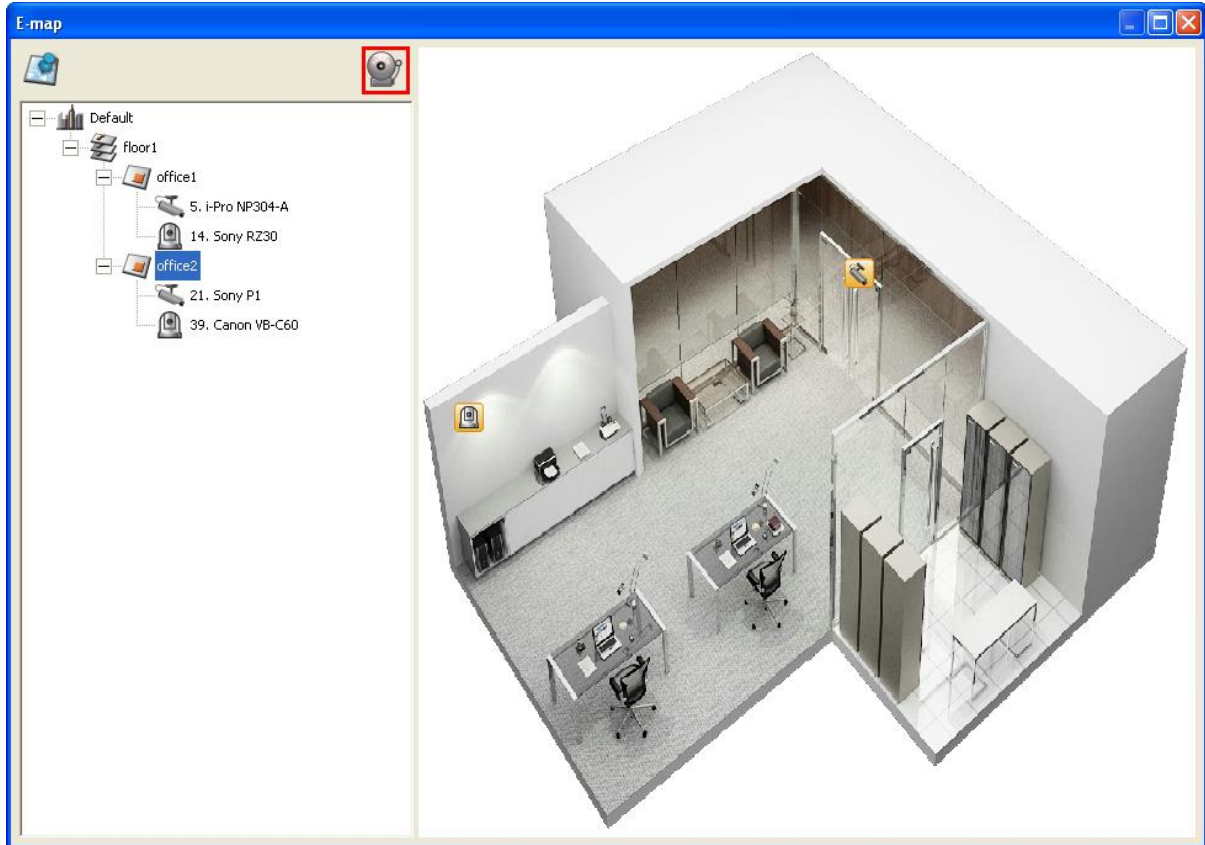 E-map
Default
floor1
office1
5. i-Pro NP304-A
14. Sony RZ30
office2
21. Sony P1
39. Canon VB-C60